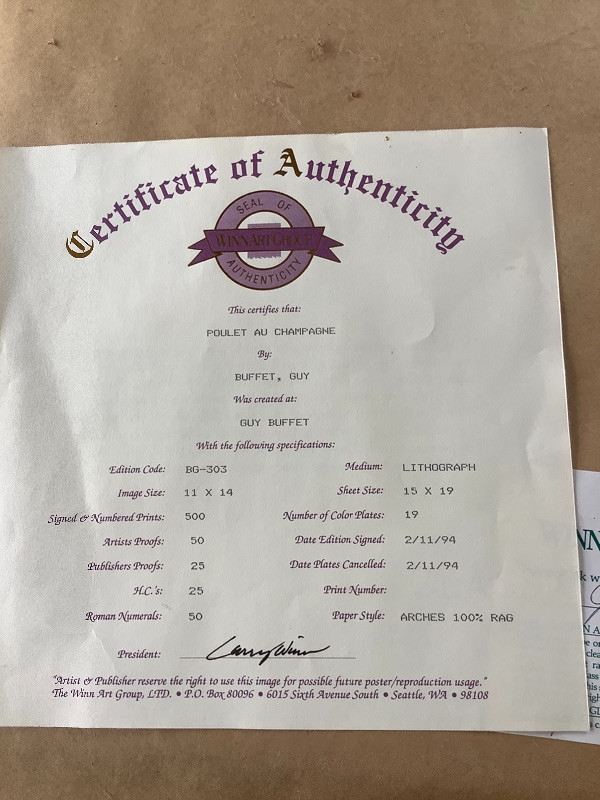 Certificate of Authenticity
SEAL OF
WINN ART GROUP
AUTHENTICITY
This certifies that:
POULET AU CHAMPAGNE
By:
BUFFET, GUY
Was created at:
GUY BUFFET
With the following specifications:
Edition Code: BG-303 Medium: LITHOGRAPH
Image Size: 11 X 14 Sheet Size: 15 X 19
Signed & Numbered Prints: 500 Number of Color Plates: 19
Artists Proofs: 50 Date Edition Signed: 2/11/94
Publishers Proofs: 25 Date Plates Cancelled: 2/11/94
H.C.'s: 25 Print Number:
Roman Numerals: 50 Paper Style: ARCHES 100% RAG
President: Larry Winn
"Artist & Publisher reserve the right to use this image for possible future poster/reproduction usage."
The Winn Art Group, LTD. • P.O. Box 80096 • 6015 Sixth Avenue South • Seattle, WA • 98108